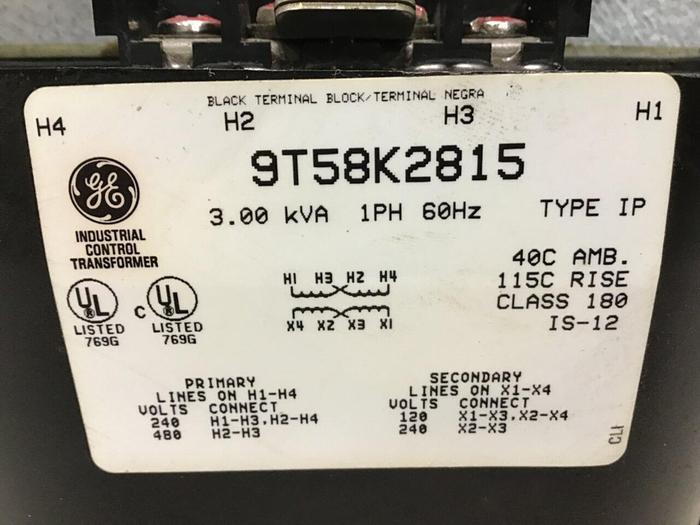 BLACK TERMINAL BLOCK/TERMINAL NEGRA
H4 H2 H3 H1
9T58K2815
3.00 kVA 1PH 60Hz TYPE IP
GE
INDUSTRIAL
CONTROL
TRANSFORMER
40C AMB.
115C RISE
CLASS 180
IS-12
H1 H3 H2 H4
X4 X2 X3 X1
UL
LISTED
769G
C UL
LISTED
769G
PRIMARY
LINES ON H1-H4
VOLTS CONNECT
240 H1-H3,H2-H4
480 H2-H3
SECONDARY
LINES ON X1-X4
VOLTS CONNECT
120 X1-X3,X2-X4
240 X2-X3